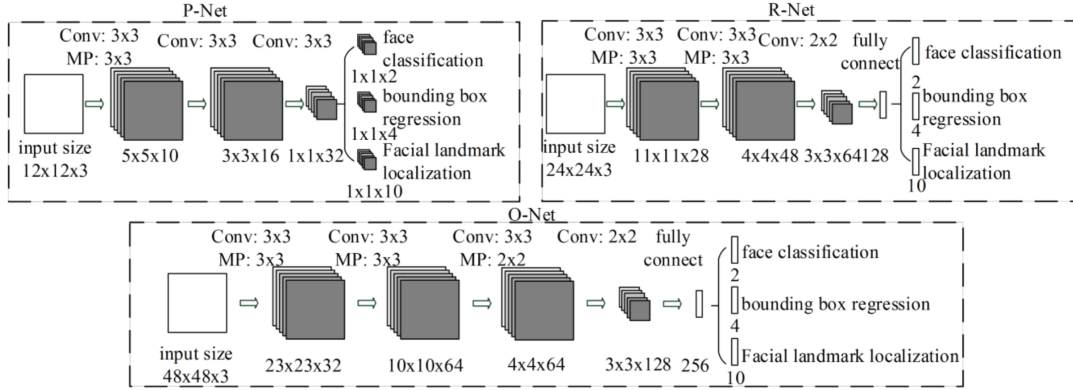 P-Net
Conv: 3x3 Conv: 3x3 Conv: 3x3
MP: 3x3
face
classification
1x1x2
bounding box
regression
1x1x4
Facial landmark
localization
1x1x10
input size
12x12x3
5x5x10
3x3x16
1x1x32
R-Net
Conv: 3x3 Conv: 3x3 Conv: 2x2 fully
MP: 3x3 MP: 3x3 connect
face classification
2
bounding box
regression
4
Facial landmark
localization
10
input size
24x24x3
11x11x28
4x4x48
3x3x64
128
O-Net
Conv: 3x3 Conv: 3x3 Conv: 3x3 Conv: 2x2 fully
MP: 3x3 MP: 3x3 MP: 2x2 connect
face classification
2
bounding box regression
4
Facial landmark localization
10
input size
48x48x3
23x23x32
10x10x64
4x4x64
3x3x128
256